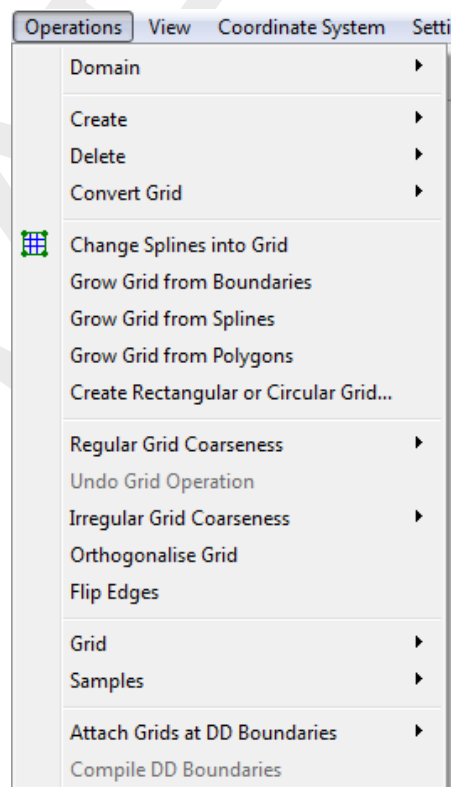 Operations View Coordinate System Setti
Domain
Create
Delete
Convert Grid
Change Splines into Grid
Grow Grid from Boundaries
Grow Grid from Splines
Grow Grid from Polygons
Create Rectangular or Circular Grid...
Regular Grid Coarseness
Undo Grid Operation
Irregular Grid Coarseness
Orthogonalise Grid
Flip Edges
Grid
Samples
Attach Grids at DD Boundaries
Compile DD Boundaries